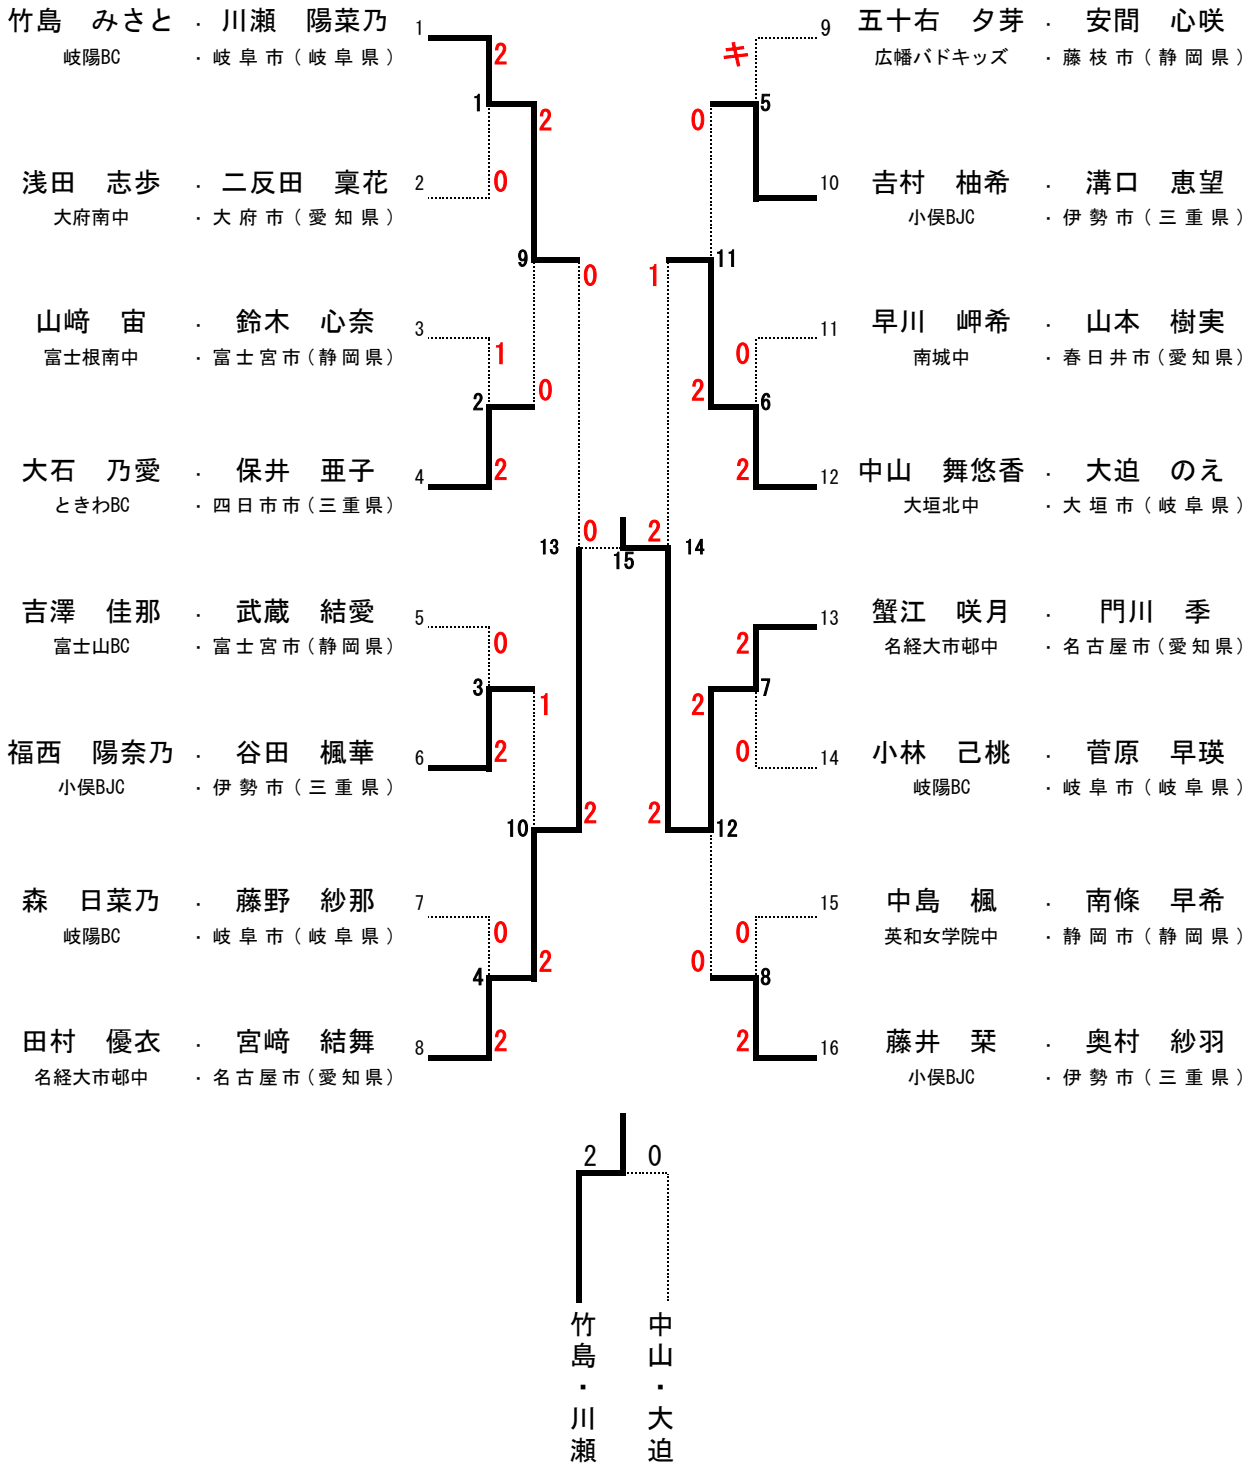 竹島　みさと ・ 川瀬　陽菜乃 1
岐陽BC ・ 岐阜市（岐阜県）
2
1
2
浅田　志歩 ・ 二反田　稟花 2
大府南中 ・ 大府市（愛知県）
0
9
0
山﨑　宙 ・ 鈴木　心奈 3
富士根南中 ・ 富士宮市（静岡県）
1
2
0
大石　乃愛 ・ 保井　亜子 4
ときわBC ・ 四日市市（三重県）
2
13
0
吉澤　佳那 ・ 武蔵　結愛 5
富士山BC ・ 富士宮市（静岡県）
0
3
1
福西　陽奈乃 ・ 谷田　楓華 6
小俣BJC ・ 伊勢市（三重県）
2
10
2
森　日菜乃 ・ 藤野　紗那 7
岐陽BC ・ 岐阜市（岐阜県）
0
4
2
田村　優衣 ・ 宮﨑　結舞 8
名経大市邨中 ・ 名古屋市（愛知県）
2
15
9 五十右　夕芽 ・ 安間　心咲
広幡バドキッズ ・ 藤枝市（静岡県）
キ
5
0
10 𠮷村　柚希 ・ 溝口　恵望
小俣BJC ・ 伊勢市（三重県）
11
1
11 早川　岬希 ・ 山本　樹実
南城中 ・ 春日井市（愛知県）
0
6
2
12 中山　舞悠香 ・ 大迫　のえ
大垣北中 ・ 大垣市（岐阜県）
2
14
2
13 蟹江　咲月 ・ 門川　季
名経大市邨中 ・ 名古屋市（愛知県）
2
7
2
14 小林　己桃 ・ 菅原　早瑛
岐陽BC ・ 岐阜市（岐阜県）
0
12
2
15 中島　楓 ・ 南條　早希
英和女学院中 ・ 静岡市（静岡県）
0
8
0
16 藤井　栞 ・ 奥村　紗羽
小俣BJC ・ 伊勢市（三重県）
2
2 0
竹島・川瀬
中山・大迫